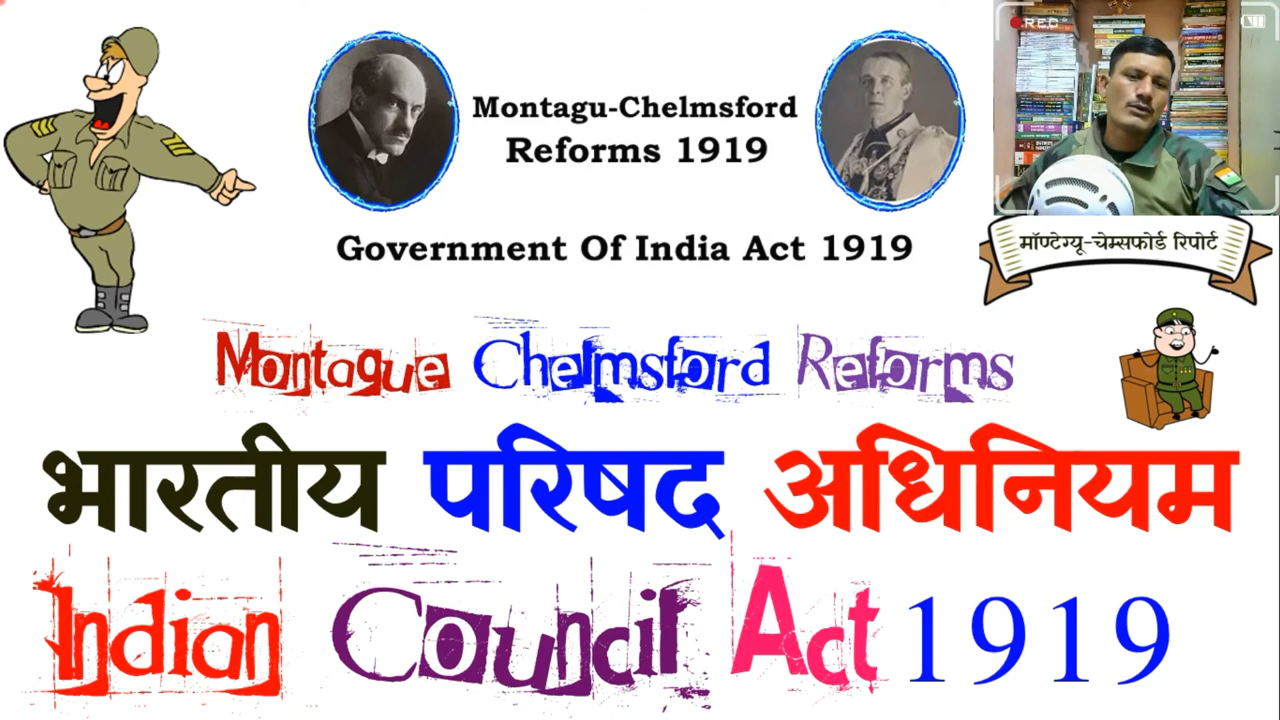 REC
Montagu-Chelmsford
Reforms 1919
Government Of India Act 1919
मॉण्टेग्यू-चेम्सफोर्ड रिपोर्ट
Montague Chelmsford Reforms
भारतीय परिषद अधिनियम
Indian Council Act 1919